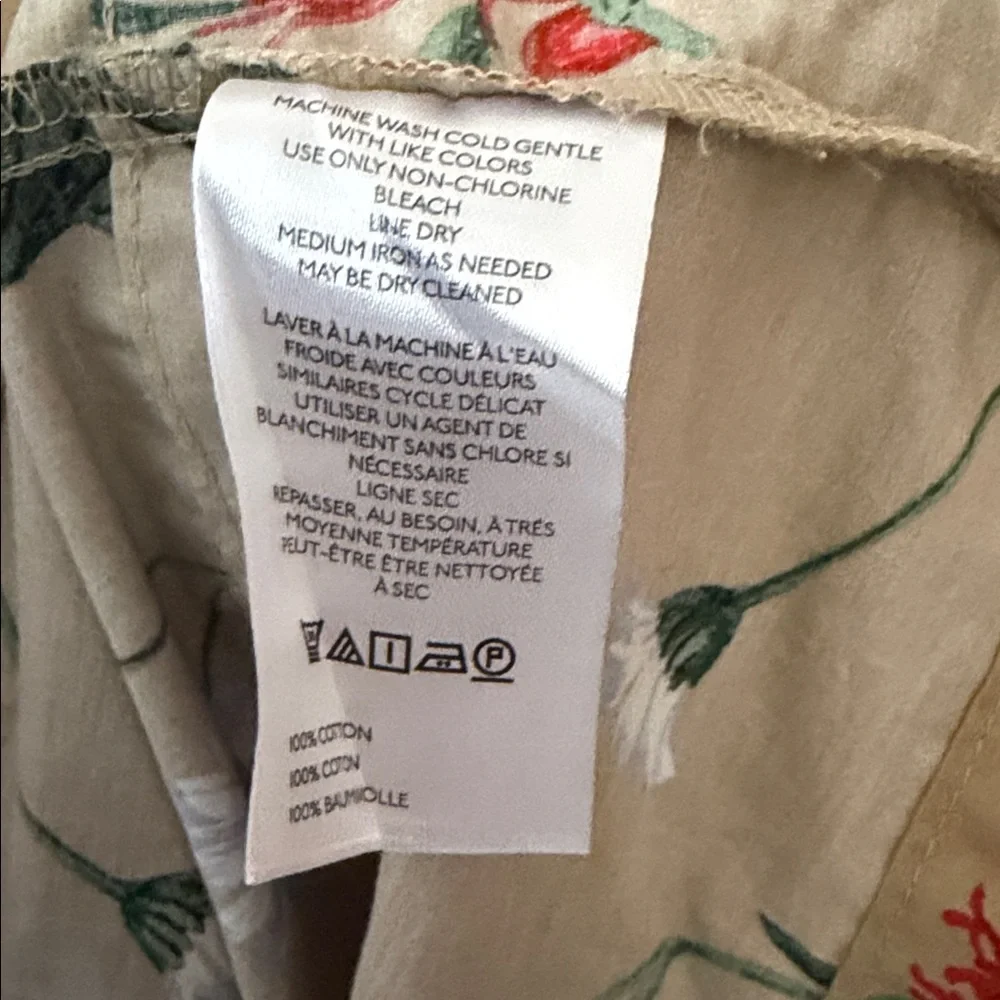 MACHINE WASH COLD GENTLE
WITH LIKE COLORS
USE ONLY NON-CHLORINE
BLEACH
LINE DRY
MEDIUM IRON AS NEEDED
MAY BE DRY CLEANED
LAVER À LA MACHINE À L'EAU
FROIDE AVEC COULEURS
SIMILAIRES CYCLE DÉLICAT
UTILISER UN AGENT DE
BLANCHIMENT SANS CHLORE SI
NÉCESSAIRE
LIGNE SEC
REPASSER, AU BESOIN, À TRÉS
MOYENNE TEMPÉRATURE
PEUT-ÊTRE ÊTRE NETTOYÉE
À SEC
P
100% COTTON
100% COTON
100% BAUMWOLLE